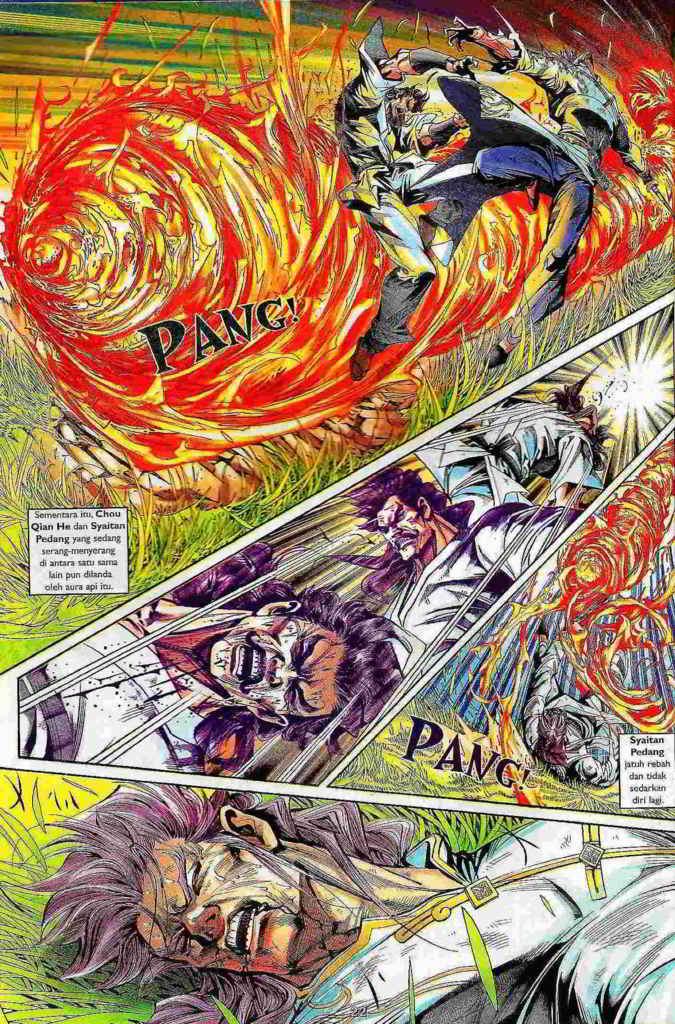 PANG!
Sementara itu, Chou
Qian He dan Syaitan
Pedang yang sedang
serang-menyerang
di antara satu sama
lain pun dilanda
oleh aura api itu.
PANG!
Syaitan
Pedang
jatuh rebah
dan tidak
sedarkan
diri lagi.